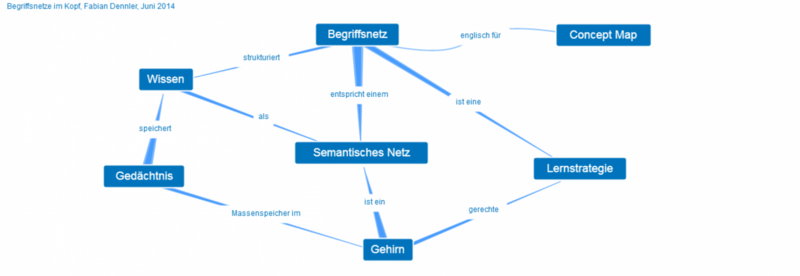 Begriffsnetze im Kopf, Fabian Dennler, Juni 2014
Begriffsnetz
englisch für
Concept Map
strukturiert
Wissen
entspricht einem
ist eine
als
speichert
Semantisches Netz
Lernstrategie
Gedächtnis
ist ein
Massenspeicher im
gerechte
Gehirn